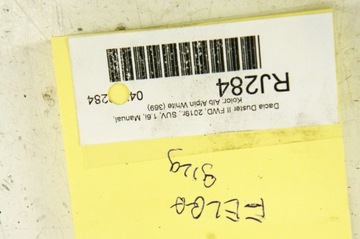 RJ284
Dacia Duster II FWD, 2019r., SUV, 1.6i, Manual,
Kolor: Alb Alpin White (369)
FELGA